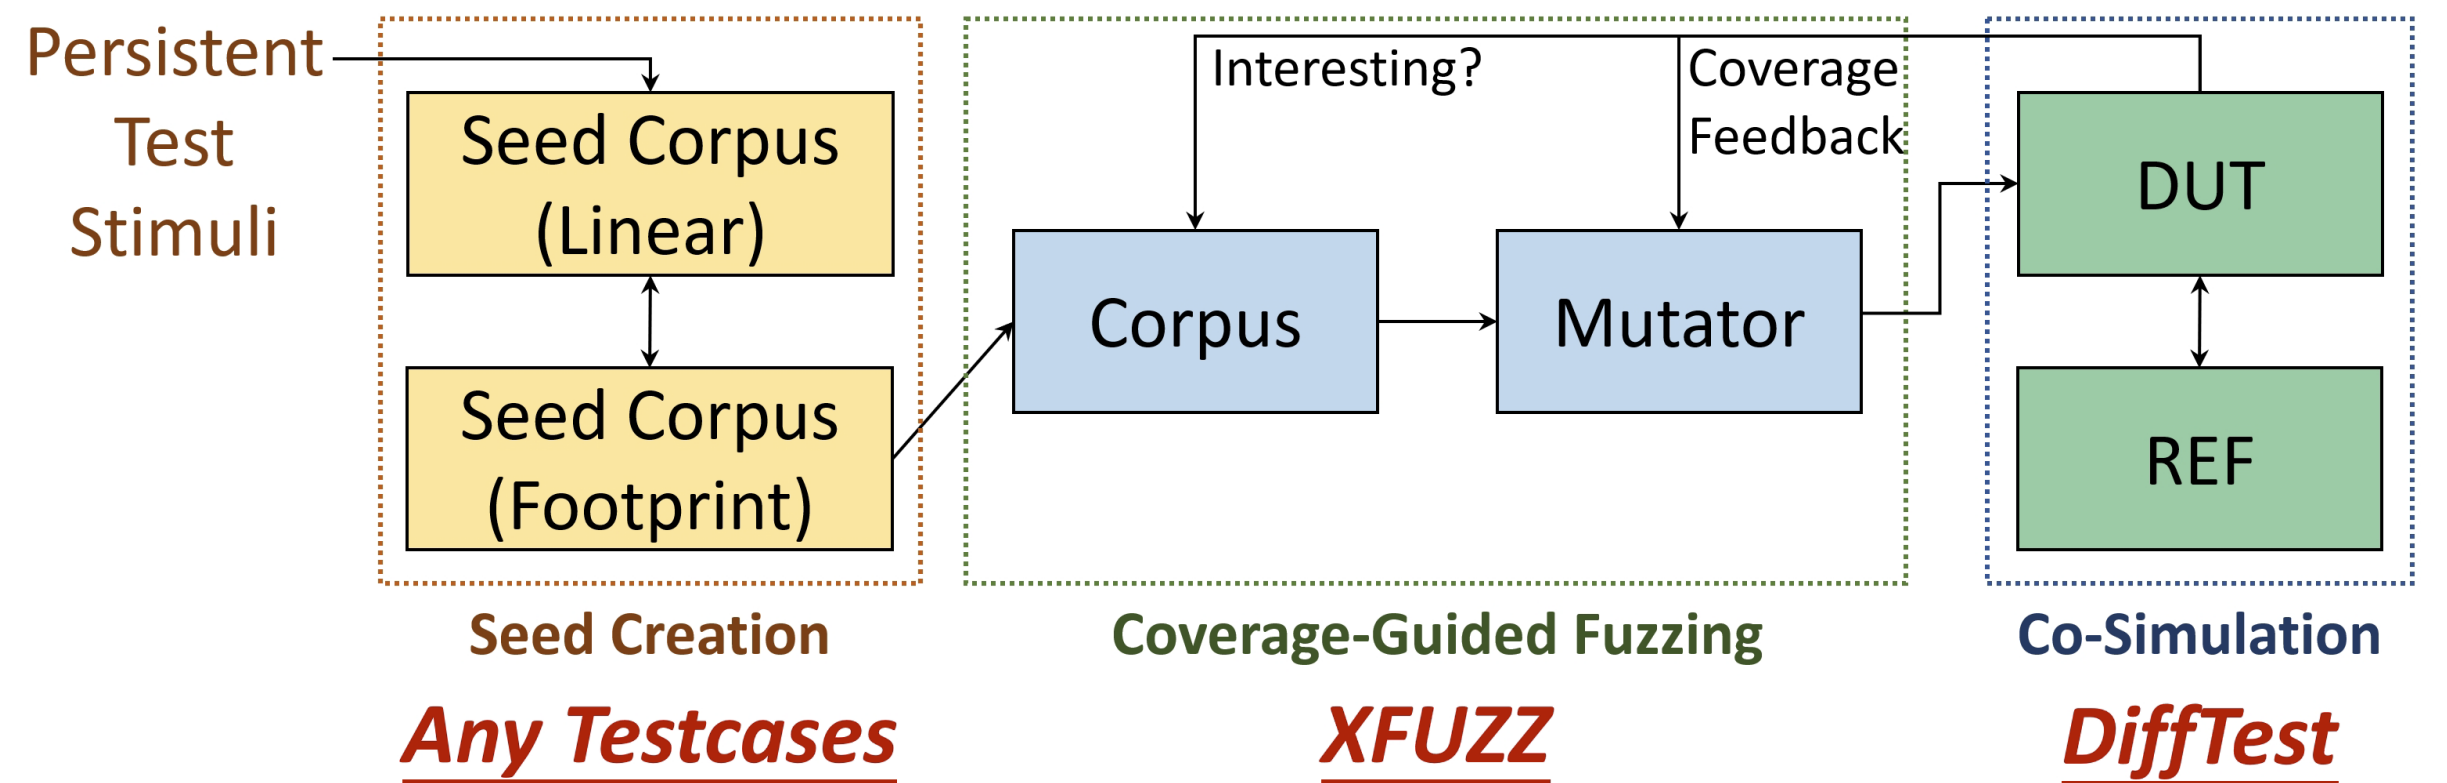 Persistent
Test
Stimuli
Seed Corpus
(Linear)
Seed Corpus
(Footprint)
Seed Creation
Any Testcases
Interesting?
Coverage
Feedback
Corpus
Mutator
Coverage-Guided Fuzzing
XFUZZ
DUT
REF
Co-Simulation
DiffTest